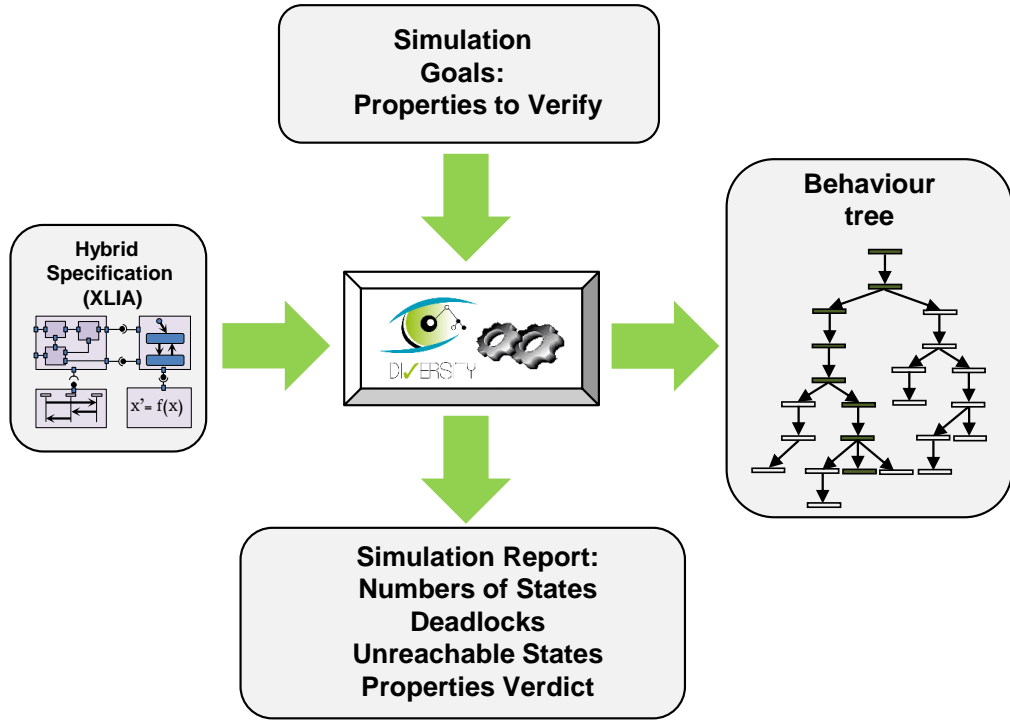 Simulation
Goals:
Properties to Verify
Behaviour
tree
Hybrid
Specification
(XLIA)
x'= f(x)
DIVERSITY
Simulation Report:
Numbers of States
Deadlocks
Unreachable States
Properties Verdict